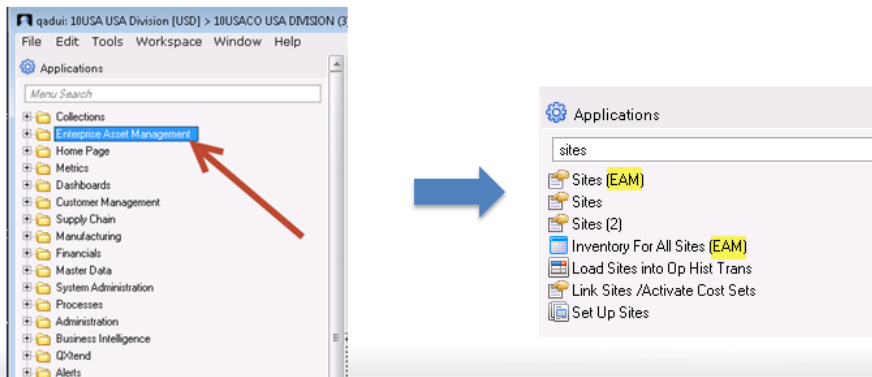 qadui: 10USA USA Division [USD] > 10USACO USA DIVISION (3
File Edit Tools Workspace Window Help
Applications
Menu Search
Collections
Enterprise Asset Management
Home Page
Metrics
Dashboards
Customer Management
Supply Chain
Manufacturing
Financials
Master Data
System Administration
Processes
Administration
Business Intelligence
QXtend
Alerts
Applications
sites
Sites (EAM)
Sites
Sites (2)
Inventory For All Sites (EAM)
Load Sites into Op Hist Trans
Link Sites /Activate Cost Sets
Set Up Sites